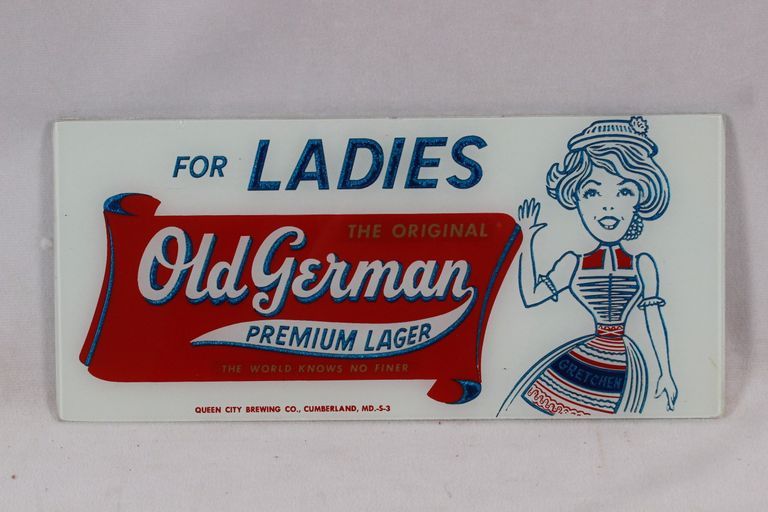 FOR LADIES
THE ORIGINAL
Old German
PREMIUM LAGER
THE WORLD KNOWS NO FINER
QUEEN CITY BREWING CO., CUMBERLAND, MD.-S-3
GRETCHEN